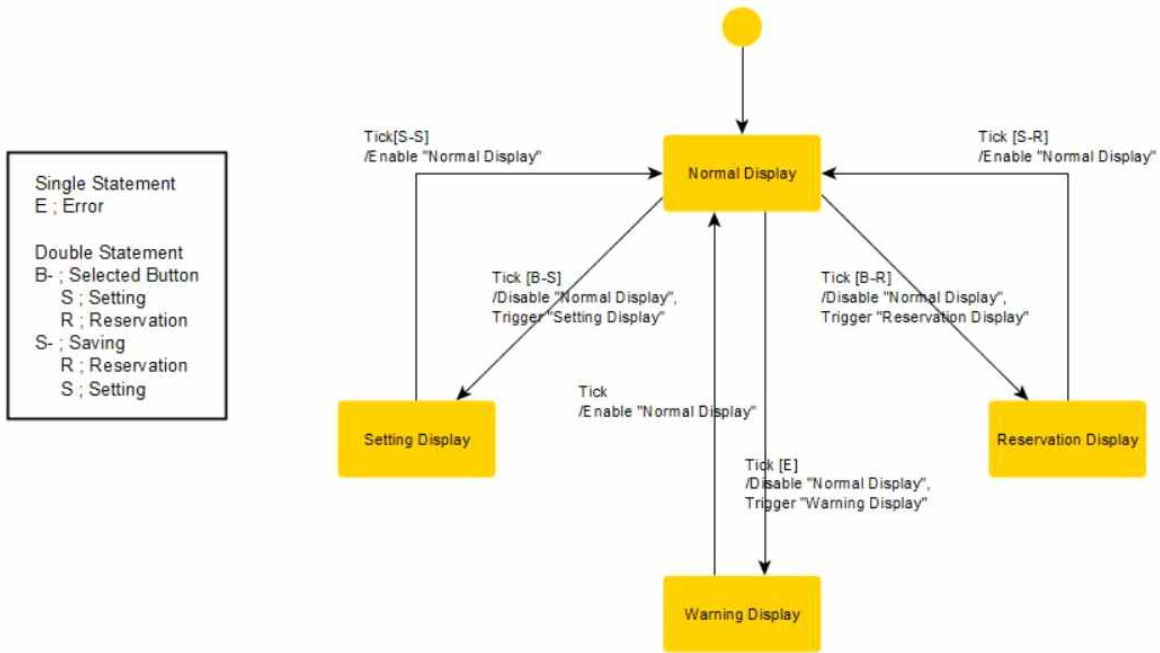 Single Statement
E ; Error
Double Statement
B- ; Selected Button
S ; Setting
R ; Reservation
S- ; Saving
R ; Reservation
S ; Setting
Tick[S-S]
/Enable "Normal Display"
Normal Display
Tick [S-R]
/Enable "Normal Display"
Tick [B-S]
/Disable "Normal Display",
Trigger "Setting Display"
Tick [B-R]
/Disable "Normal Display",
Trigger "Reservation Display"
Tick
/Enable "Normal Display"
Setting Display
Reservation Display
Tick [E]
/Disable "Normal Display",
Trigger "Warning Display"
Warning Display